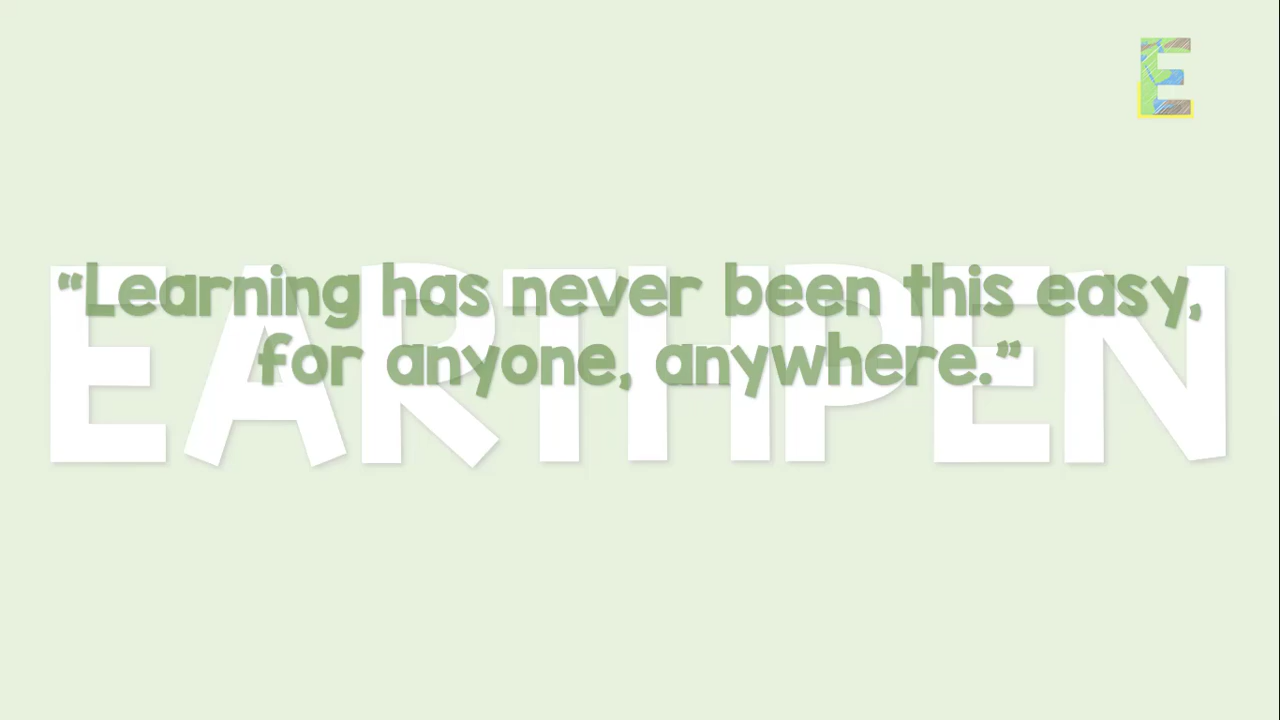 E
EARTHPEN
“Learning has never been this easy,
for anyone, anywhere.”